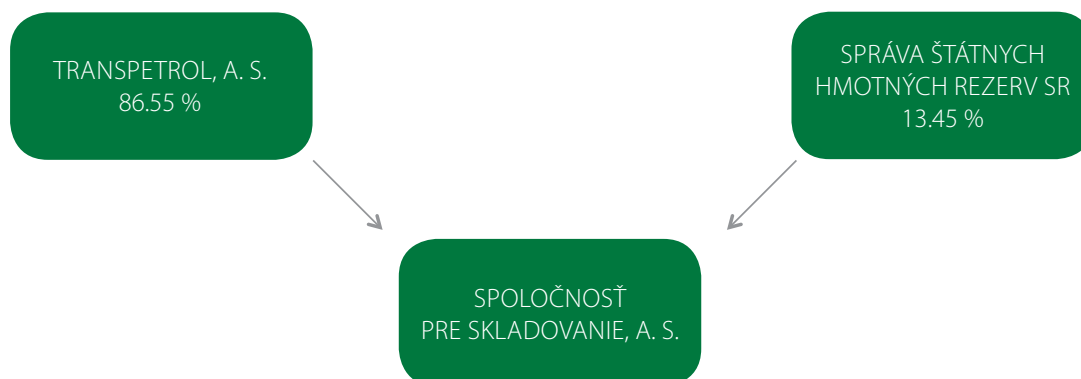 TRANSPETROL, A. S.
86.55 %
SPRÁVA ŠTÁTNYCH
HMOTNÝCH REZERV SR
13.45 %
SPOLOČNOSŤ
PRE SKLADOVANIE, A. S.